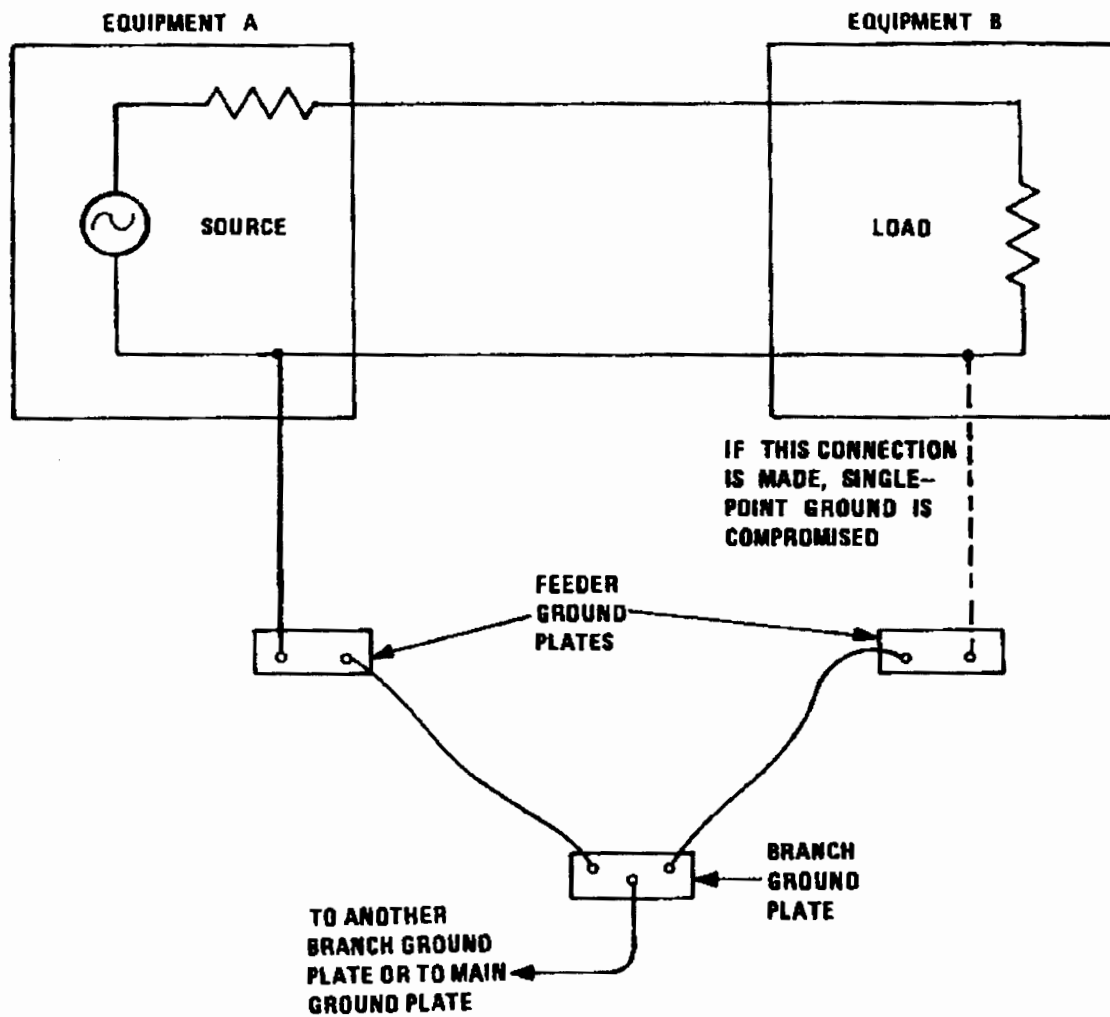 EQUIPMENT A
EQUIPMENT B
SOURCE
LOAD
IF THIS CONNECTION
IS MADE, SINGLE-
POINT GROUND IS
COMPROMISED
FEEDER
GROUND
PLATES
BRANCH
GROUND
PLATE
TO ANOTHER
BRANCH GROUND
PLATE OR TO MAIN
GROUND PLATE